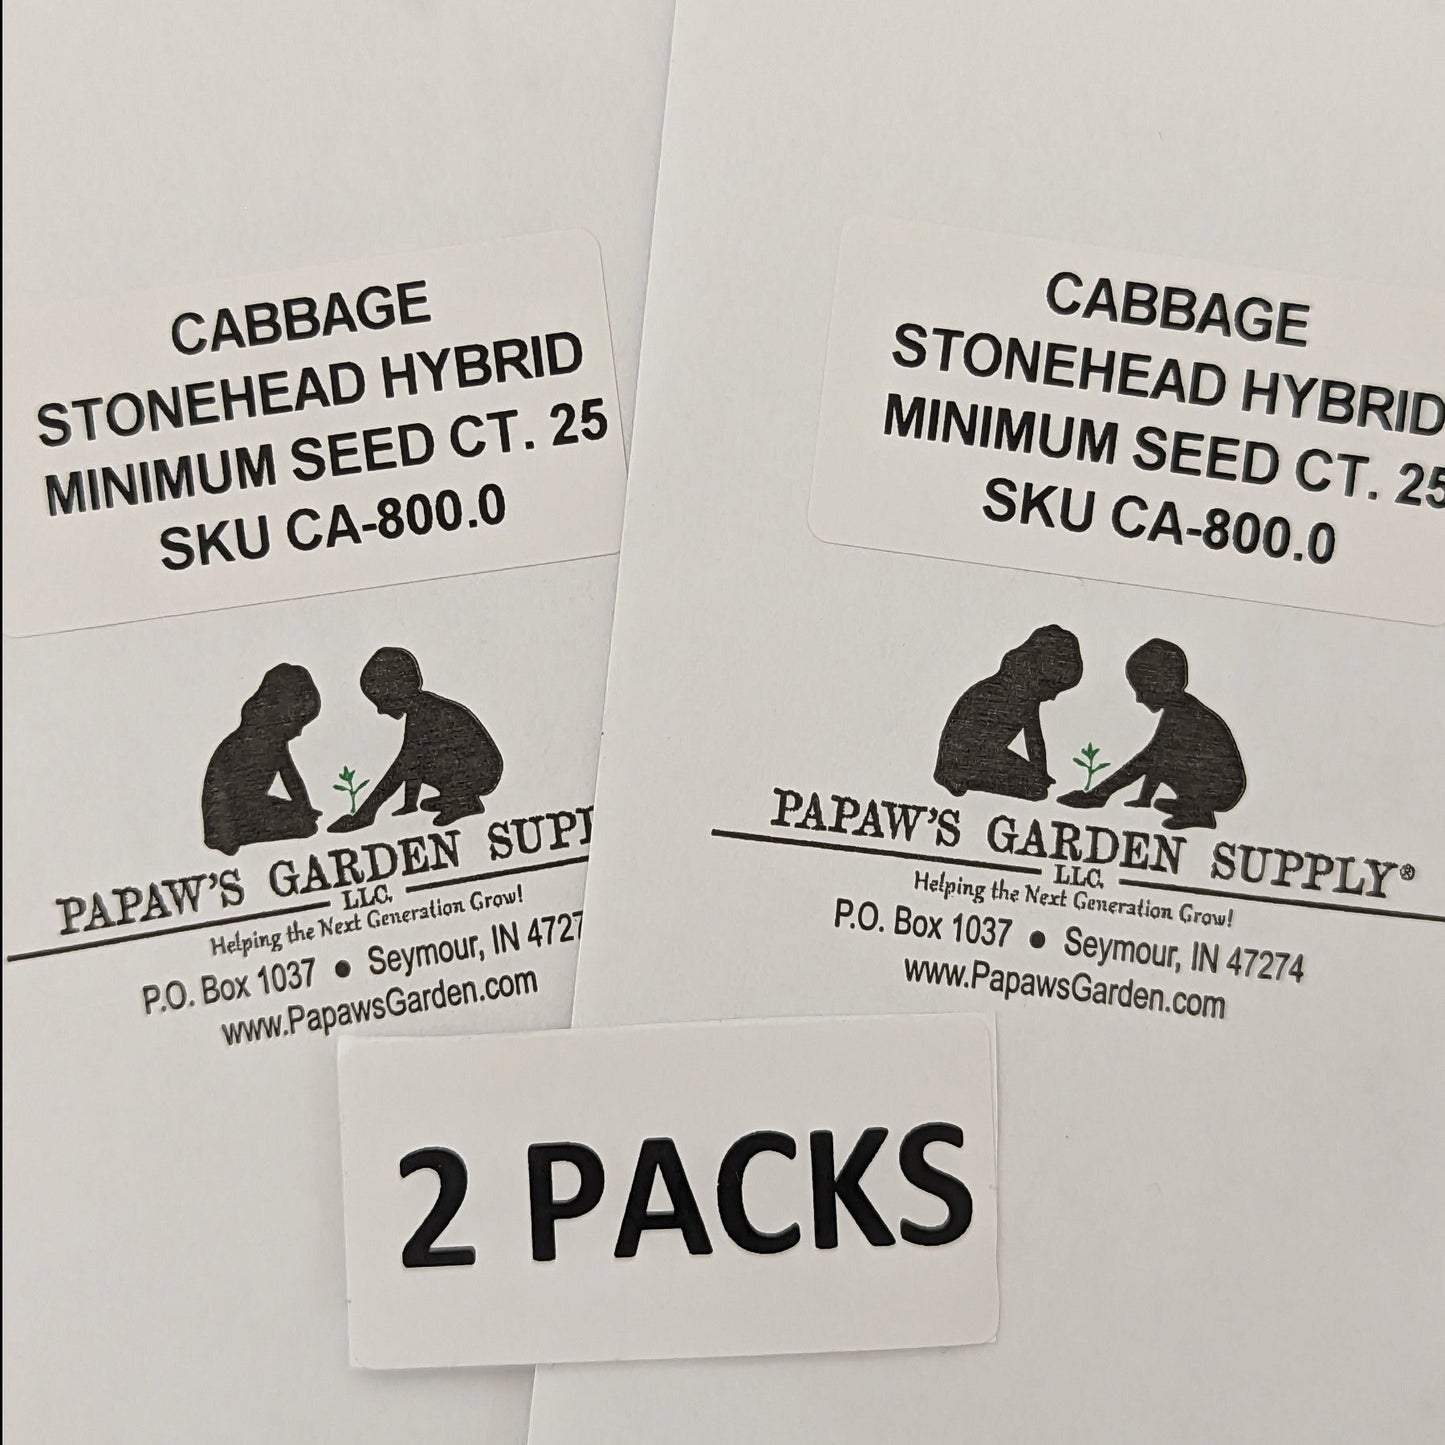 CABBAGE
STONEHEAD HYBRID
MINIMUM SEED CT. 25
SKU CA-800.0
PAPAW'S GARDEN SUPPL
LLC.
Helping the Next Generation Grow!
P.O. Box 1037 • Seymour, IN 4727
www.PapawsGarden.com
CABBAGE
STONEHEAD HYBRID
MINIMUM SEED CT. 25
SKU CA-800.0
PAPAW'S GARDEN SUPPLY®
LLC.
Helping the Next Generation Grow!
P.O. Box 1037 • Seymour, IN 47274
www.PapawsGarden.com
2 PACKS